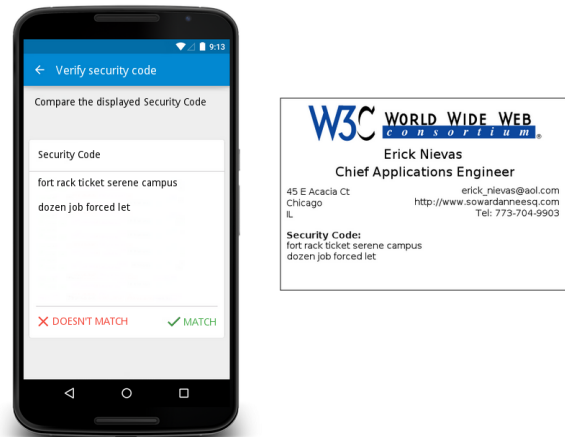 9:13
Verify security code
Compare the displayed Security Code
Security Code
fort rack ticket serene campus
dozen job forced let
DOESN'T MATCH
MATCH
W3C WORLD WIDE WEB
consortium®
Erick Nievas
Chief Applications Engineer
45 E Acacia Ct
Chicago
IL
erick_nievas@aol.com
http://www.sowardanneesq.com
Tel: 773-704-9903
Security Code:
fort rack ticket serene campus
dozen job forced let